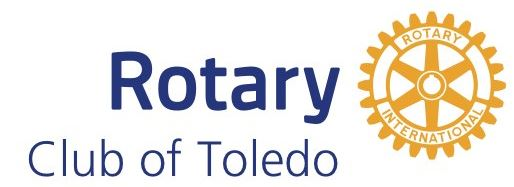 Rotary
Club of Toledo
ROTARY
INTERNATIONAL